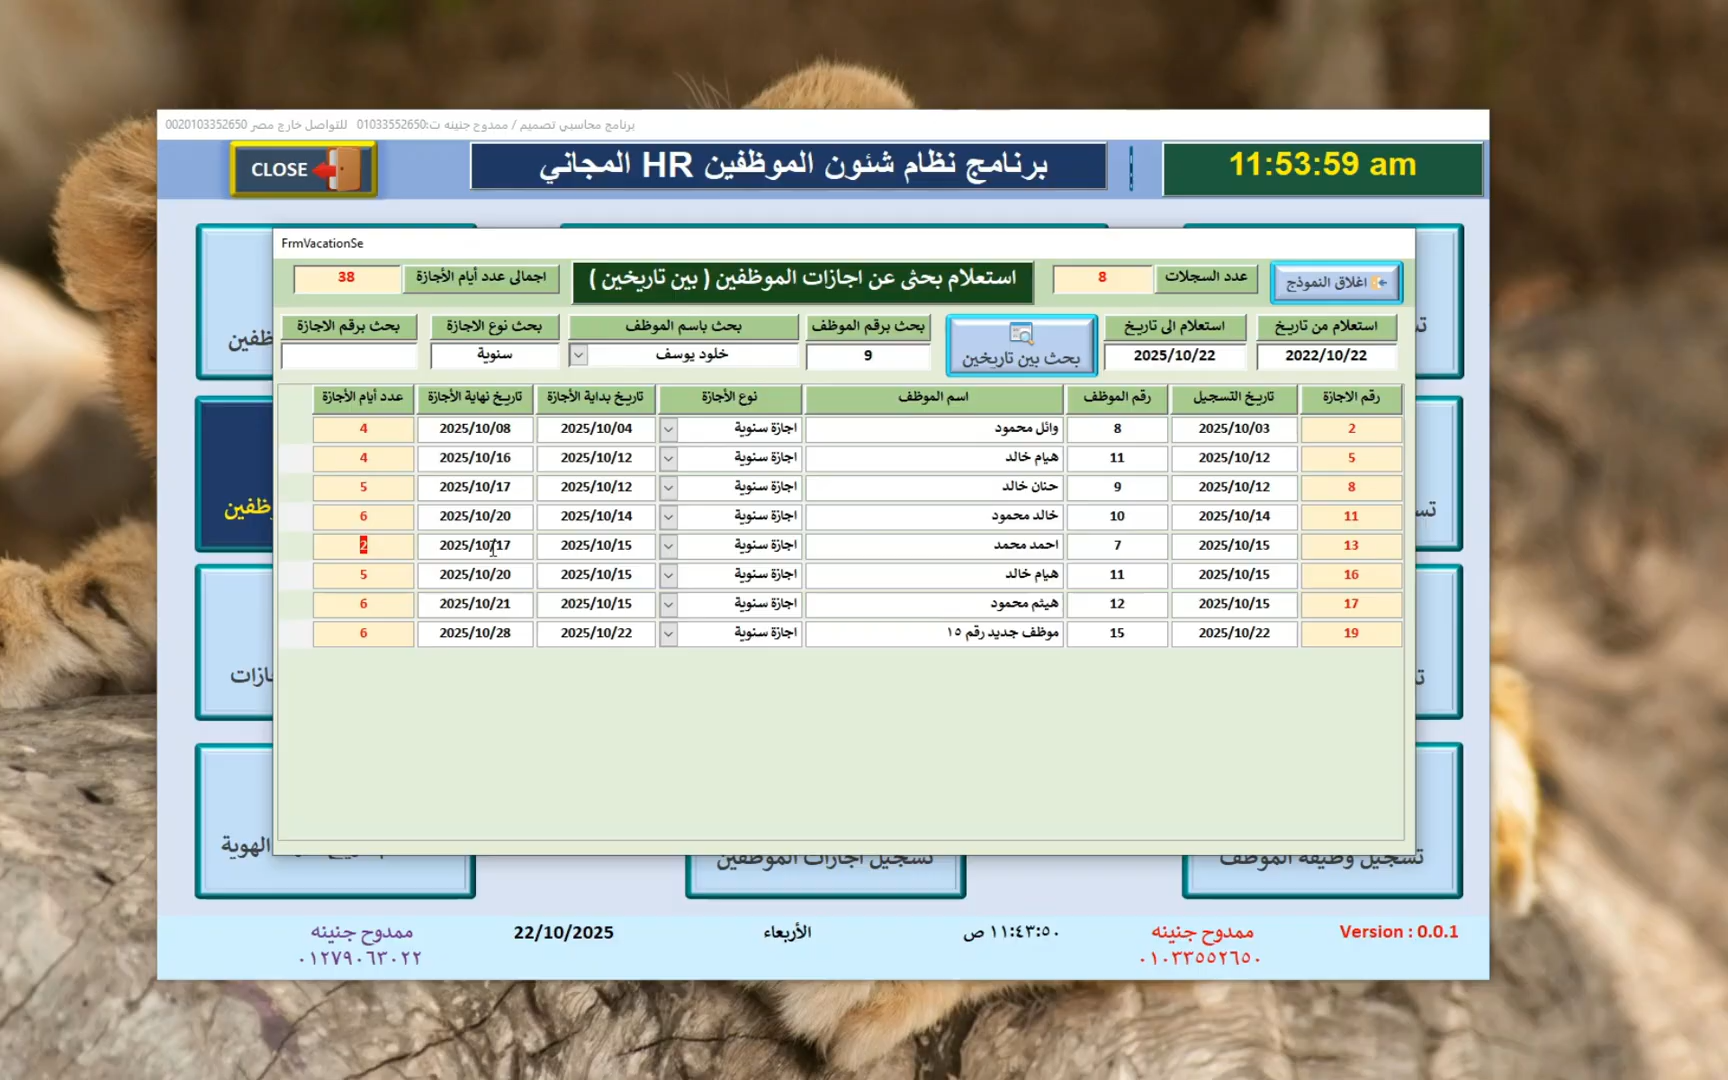 برنامج محاسبي تصميم / ممدوح جنينه ت:01033552650 للتواصل خارج مصر 0020103352650
11:53:59 am
برنامج نظام شئون الموظفين HR المجاني
CLOSE
FrmVacationSe
اغلاق النموذج
عدد السجلات 8
استعلام بحثى عن اجازات الموظفين ( بين تاريخين )
اجمالى عدد أيام الأجازة 38
استعلام من تاريخ استعلام الى تاريخ بحث بين تاريخين بحث برقم الموظف بحث باسم الموظف بحث نوع الاجازة بحث برقم الاجازة
2022/10/22 2025/10/22 9 خلود يوسف سنوية
رقم الاجازة تاريخ التسجيل رقم الموظف اسم الموظف نوع الأجازة تاريخ بداية الأجازة تاريخ نهاية الأجازة عدد أيام الأجازة
2 2025/10/03 8 وائل محمود اجازة سنوية 2025/10/04 2025/10/08 4
5 2025/10/12 11 هيام خالد اجازة سنوية 2025/10/12 2025/10/16 4
8 2025/10/12 9 حنان خالد اجازة سنوية 2025/10/12 2025/10/17 5
11 2025/10/14 10 خالد محمود اجازة سنوية 2025/10/14 2025/10/20 6
13 2025/10/15 7 احمد محمد اجازة سنوية 2025/10/15 2025/10/17 2
16 2025/10/15 11 هيام خالد اجازة سنوية 2025/10/15 2025/10/20 5
17 2025/10/15 12 هيثم محمود اجازة سنوية 2025/10/15 2025/10/21 6
19 2025/10/22 15 موظف جديد رقم ١٥ اجازة سنوية 2025/10/22 2025/10/28 6
تسجيل وظيفة الموظف تسجيل اجازات الموظفين الهوية
Version : 0.0.1 ممدوح جنينه ١١:٤٣:٥٠ ص الأربعاء 22/10/2025 ممدوح جنينه
٠١٠٣٣٥٥٢٦٥٠ ٠١٢٧٩٠٦٣٠٢٢